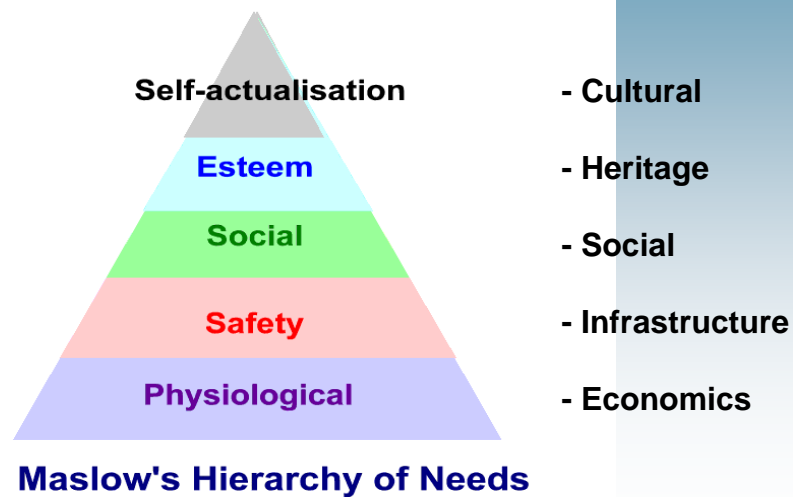 Self-actualisation - Cultural
Esteem - Heritage
Social - Social
Safety - Infrastructure
Physiological - Economics
Maslow's Hierarchy of Needs